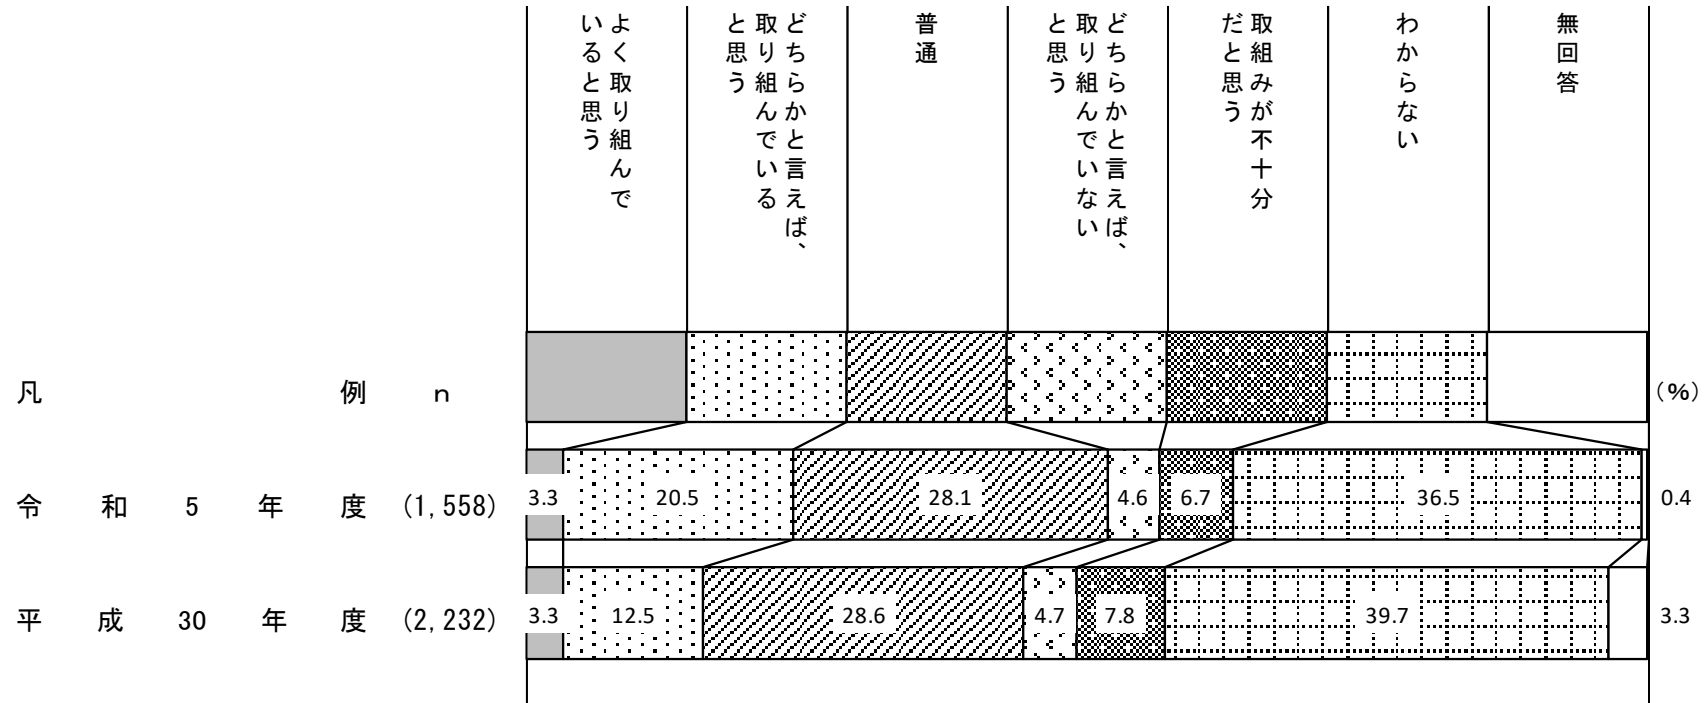 よく取り組んで
いると思う
どちらかと言えば、
取り組んでいる
と思う
普通
どちらかと言えば、
取り組んでいない
と思う
取組みが不十分
だと思う
わからない
無回答
凡例 n
(%)
令和5年度 (1,558) 3.3 20.5 28.1 4.6 6.7 36.5 0.4
平成30年度 (2,232) 3.3 12.5 28.6 4.7 7.8 39.7 3.3